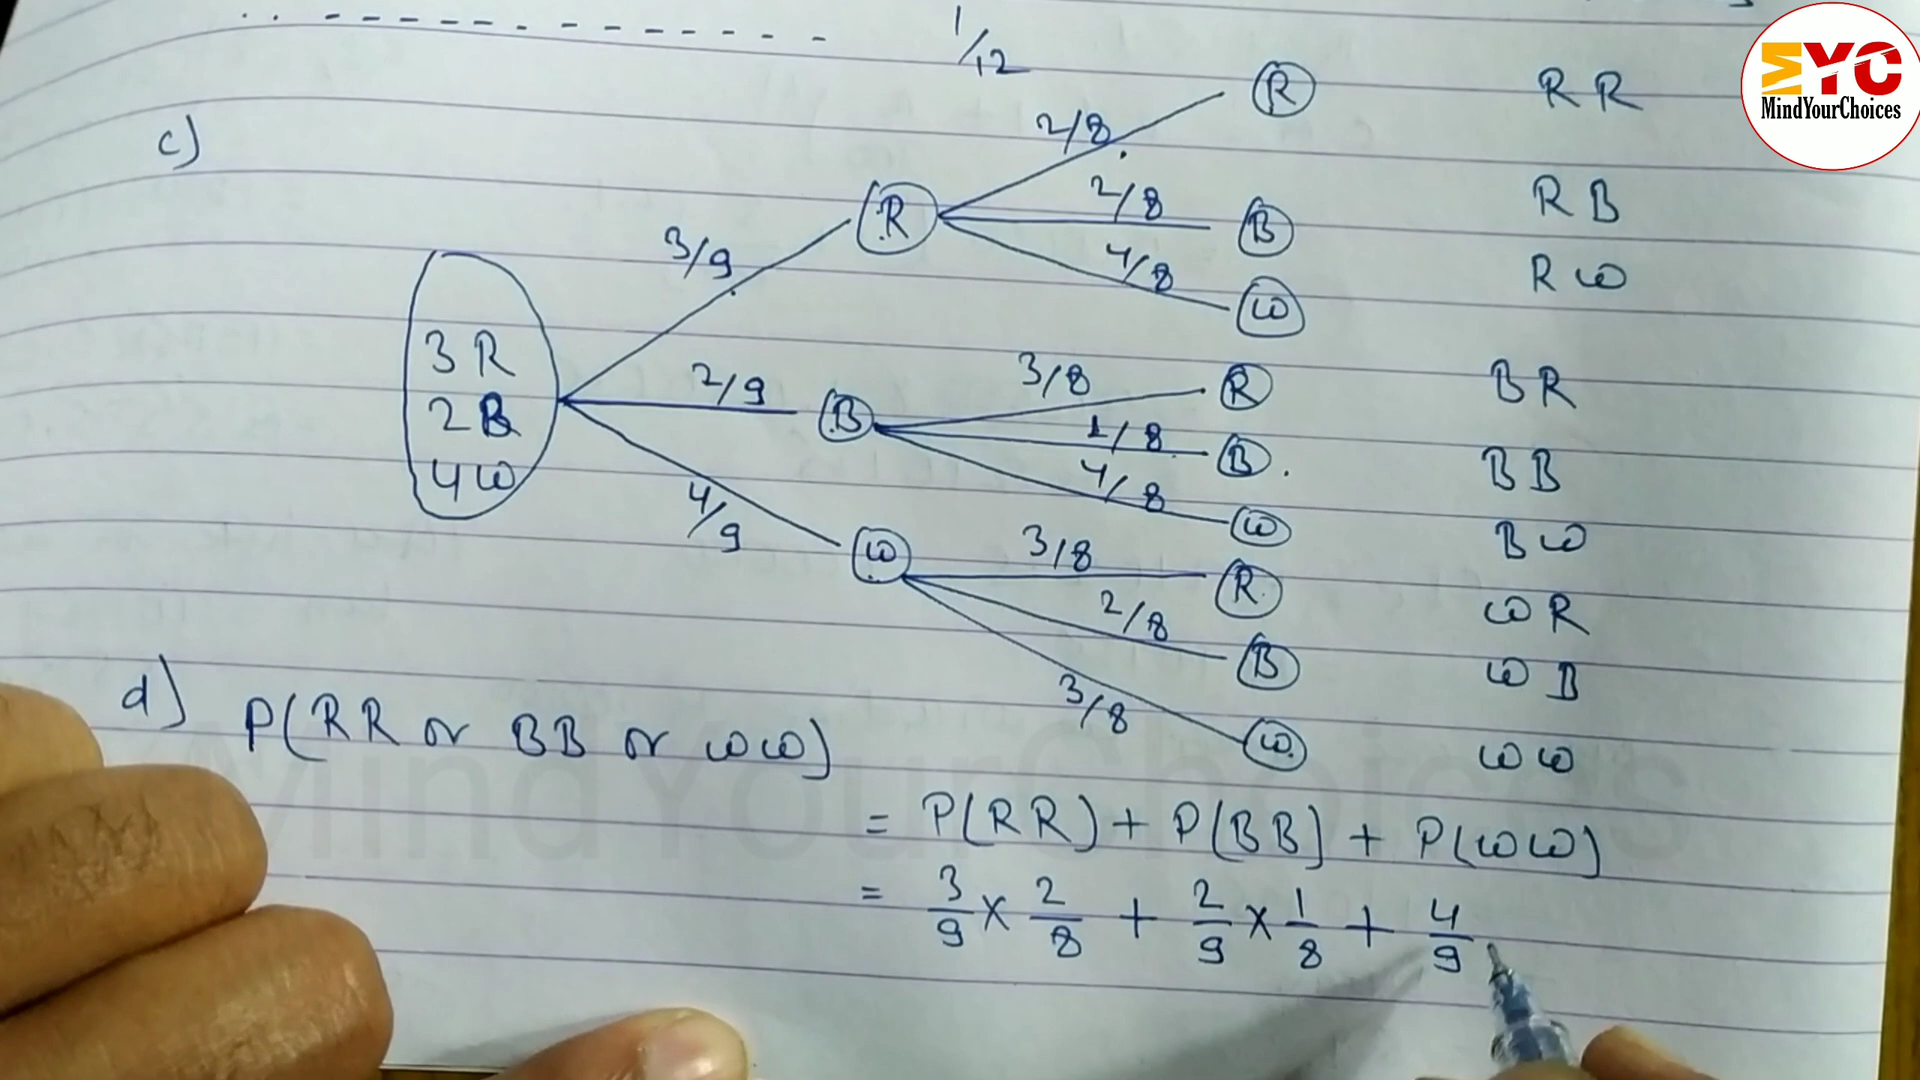 1/12
MYC
MindYourChoices
c)
2/8 R RR
2/8 B RB
3/9 R 4/8 W RW
3R
2B
4W
2/9 B 3/8 R BR
1/8 B BB
4/8 W BW
4/9 W 3/8 R WR
2/8 B WB
3/8 W WW
d) P(RR or BB or WW)
= P(RR) + P(BB) + P(WW)
= 3/9 × 2/8 + 2/9 × 1/8 + 4/9
MindYourChoices